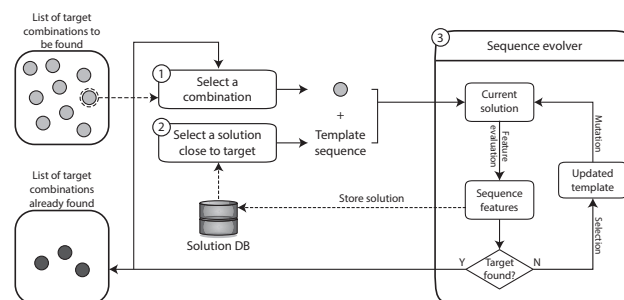 List of target
combinations to
be found
1
Select a
combination
2
Select a solution
close to target
+
Template
sequence
3
Sequence evolver
Current
solution
Feature
evaluation
Mutation
Updated
template
Sequence
features
Selection
Store solution
Solution DB
List of target
combinations
already found
Y
Target
found?
N